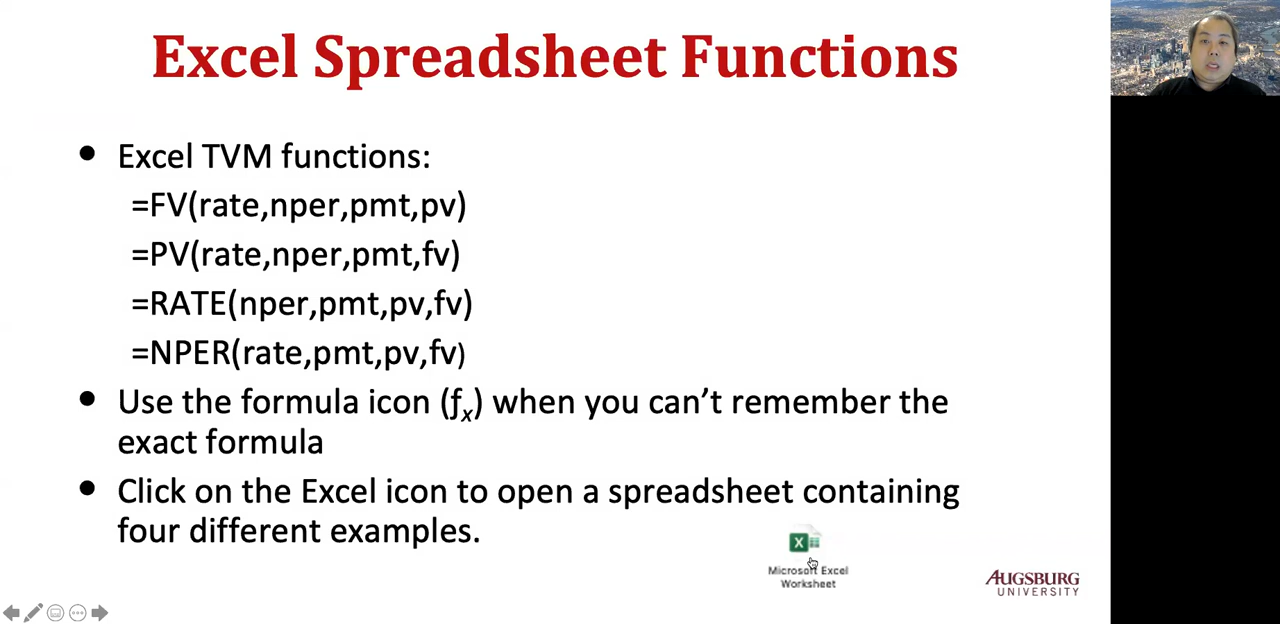 Excel Spreadsheet Functions
• Excel TVM functions:
=FV(rate,nper,pmt,pv)
=PV(rate,nper,pmt,fv)
=RATE(nper,pmt,pv,fv)
=NPER(rate,pmt,pv,fv)
• Use the formula icon (ƒx) when you can’t remember the
exact formula
• Click on the Excel icon to open a spreadsheet containing
four different examples.
X
Microsoft Excel
Worksheet
AUGSBURG
UNIVERSITY